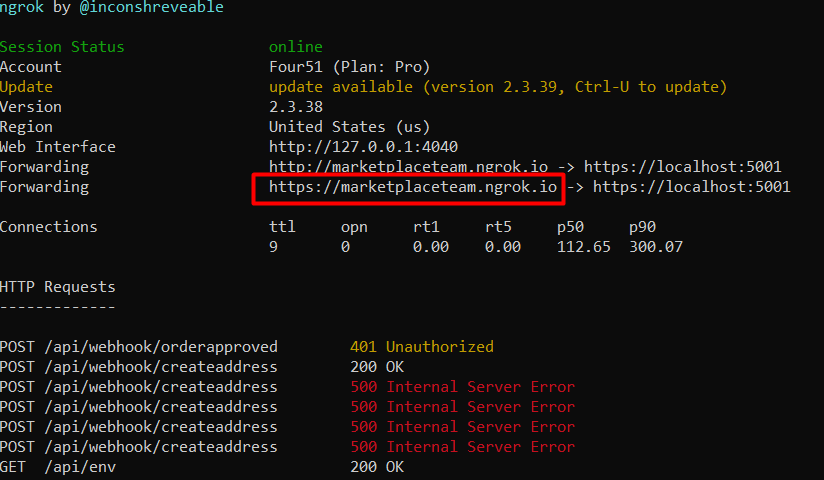 ngrok by @inconshreveable
Session Status online
Account Four51 (Plan: Pro)
Update update available (version 2.3.39, Ctrl-U to update)
Version 2.3.38
Region United States (us)
Web Interface http://127.0.0.1:4040
Forwarding http://marketplaceteam.ngrok.io -> https://localhost:5001
Forwarding https://marketplaceteam.ngrok.io -> https://localhost:5001
Connections ttl opn rt1 rt5 p50 p90
9 0 0.00 0.00 112.65 300.07
HTTP Requests
-------------
POST /api/webhook/orderapproved 401 Unauthorized
POST /api/webhook/createaddress 200 OK
POST /api/webhook/createaddress 500 Internal Server Error
POST /api/webhook/createaddress 500 Internal Server Error
POST /api/webhook/createaddress 500 Internal Server Error
POST /api/webhook/createaddress 500 Internal Server Error
GET /api/env 200 OK